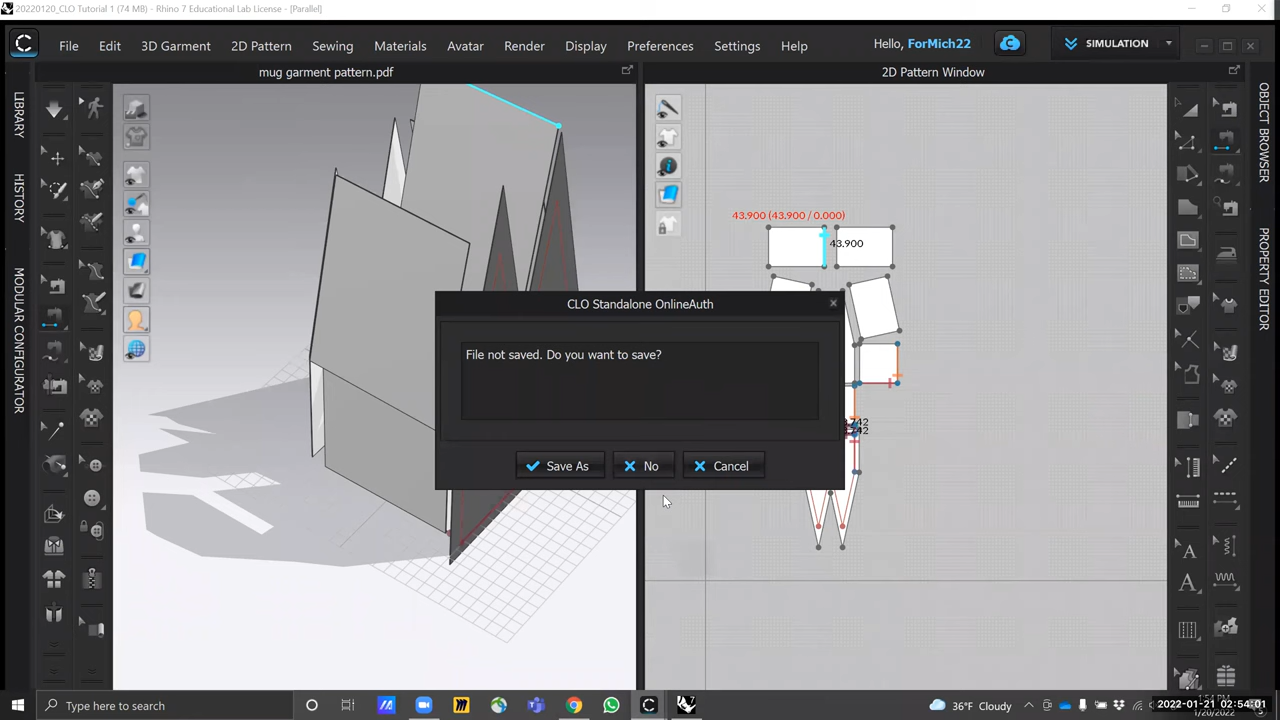 20220120_CLO Tutorial 1 (74 MB) - Rhino 7 Educational Lab License - [Parallel]
File Edit 3D Garment 2D Pattern Sewing Materials Avatar Render Display Preferences Settings Help Hello, ForMich22 SIMULATION
mug garment pattern.pdf
2D Pattern Window
LIBRARY
HISTORY
MODULAR CONFIGURATOR
OBJECT BROWSER
PROPERTY EDITOR
43.900 (43.900 / 0.000)
43.900
CLO Standalone OnlineAuth
File not saved. Do you want to save?
Save As No Cancel
Type here to search
36°F Cloudy
2022-01-21 02:54:01